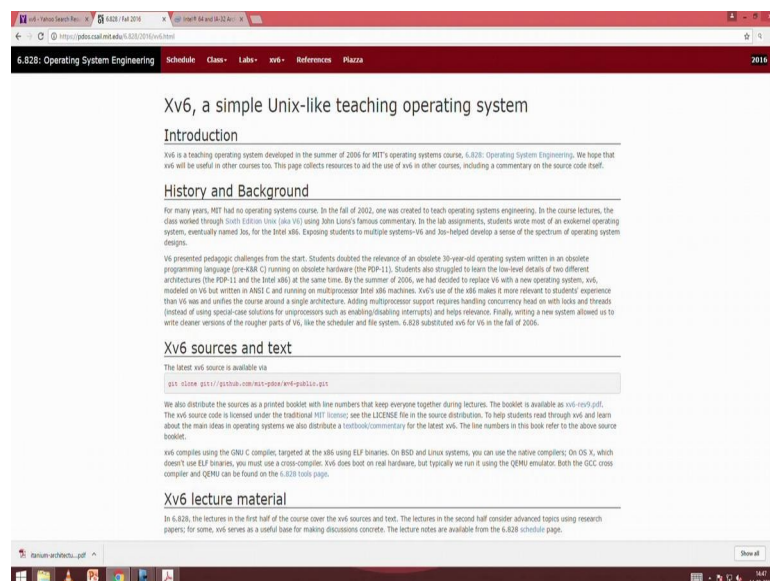 xv6 - Yahoo Search Resu
6.828 / Fall 2016
Intel® 64 and IA-32 Arc
https://pdos.csail.mit.edu/6.828/2016/xv6.html
6.828: Operating System Engineering Schedule Class Labs xv6 References Piazza 2016
Xv6, a simple Unix-like teaching operating system
Introduction
Xv6 is a teaching operating system developed in the summer of 2006 for MIT's operating systems course, 6.828: Operating System Engineering. We hope that
xv6 will be useful in other courses too. This page collects resources to aid the use of xv6 in other courses, including a commentary on the source code itself.
History and Background
For many years, MIT had no operating systems course. In the fall of 2002, one was created to teach operating systems engineering. In the course lectures, the
class worked through Sixth Edition Unix (aka V6) using John Lions's famous commentary. In the lab assignments, students wrote most of an exokernel operating
system, eventually named Jos, for the Intel x86. Exposing students to multiple systems–V6 and Jos–helped develop a sense of the spectrum of operating system
designs.
V6 presented pedagogic challenges from the start. Students doubted the relevance of an obsolete 30-year-old operating system written in an obsolete
programming language (pre-K&R C) running on obsolete hardware (the PDP-11). Students also struggled to learn the low-level details of two different
architectures (the PDP-11 and the Intel x86) at the same time. By the summer of 2006, we had decided to replace V6 with a new operating system, xv6,
modeled on V6 but written in ANSI C and running on multiprocessor Intel x86 machines. Xv6's use of the x86 makes it more relevant to students' experience
than V6 was and unifies the course around a single architecture. Adding multiprocessor support requires handling concurrency head on with locks and threads
(instead of using special-case solutions for uniprocessors such as enabling/disabling interrupts) and helps relevance. Finally, writing a new system allowed us to
write cleaner versions of the rougher parts of V6, like the scheduler and file system. 6.828 substituted xv6 for V6 in the fall of 2006.
Xv6 sources and text
The latest xv6 source is available via
git clone git://github.com/mit-pdos/xv6-public.git
We also distribute the sources as a printed booklet with line numbers that keep everyone together during lectures. The booklet is available as xv6-rev9.pdf.
The xv6 source code is licensed under the traditional MIT license; see the LICENSE file in the source distribution. To help students read through xv6 and learn
about the main ideas in operating systems we also distribute a textbook/commentary for the latest xv6. The line numbers in this book refer to the above source
booklet.
xv6 compiles using the GNU C compiler, targeted at the x86 using ELF binaries. On BSD and Linux systems, you can use the native compilers; On OS X, which
doesn't use ELF binaries, you must use a cross-compiler. Xv6 does boot on real hardware, but typically we run it using the QEMU emulator. Both the GCC cross
compiler and QEMU can be found on the 6.828 tools page.
Xv6 lecture material
In 6.828, the lectures in the first half of the course cover the xv6 sources and text. The lectures in the second half consider advanced topics using research
papers; for some, xv6 serves as a useful base for making discussions concrete. The lecture notes are available from the 6.828 schedule page.
itanium-architectu...pdf
Show all
14:47